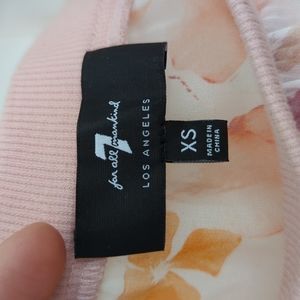 7
for all mankind
LOS ANGELES
XS
MADE IN
CHINA